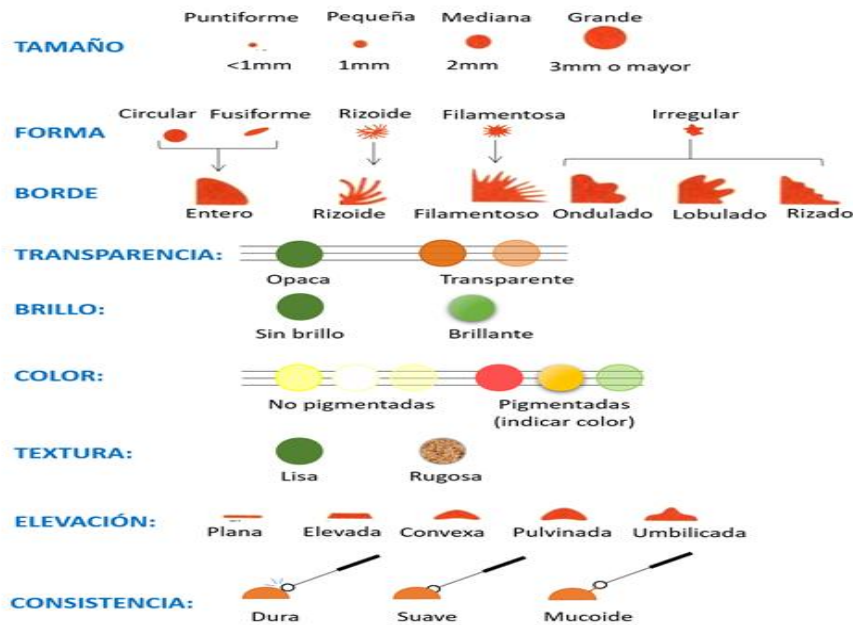 Puntiforme Pequeña Mediana Grande
TAMAÑO
<1mm 1mm 2mm 3mm o mayor
Circular Fusiforme Rizoide Filamentosa Irregular
FORMA
BORDE
Entero Rizoide Filamentoso Ondulado Lobulado Rizado
TRANSPARENCIA:
Opaca Transparente
BRILLO:
Sin brillo Brillante
COLOR:
No pigmentadas Pigmentadas
(indicar color)
TEXTURA:
Lisa Rugosa
ELEVACIÓN:
Plana Elevada Convexa Pulvinada Umbilicada
CONSISTENCIA:
Dura Suave Mucoide